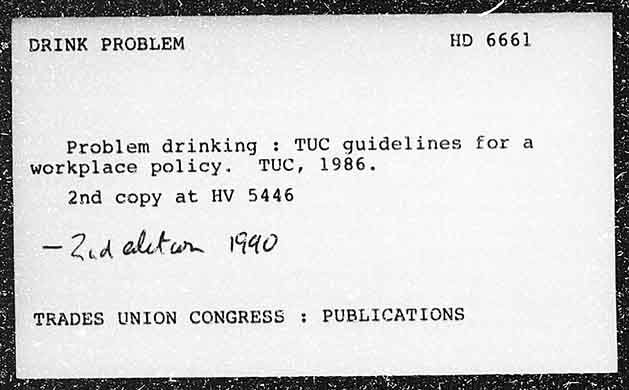 DRINK PROBLEM HD 6661
Problem drinking : TUC guidelines for a
workplace policy. TUC, 1986.
2nd copy at HV 5446
- 2nd edition 1990
TRADES UNION CONGRESS : PUBLICATIONS